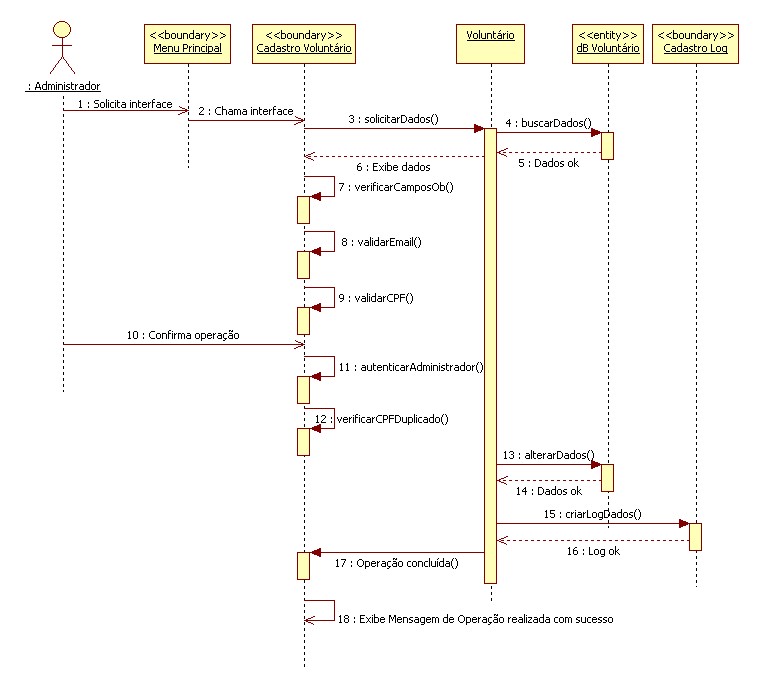 <<boundary>>
Menu Principal
<<boundary>>
Cadastro Voluntário
Voluntário
<<entity>>
dB Voluntário
<<boundary>>
Cadastro Log
: Administrador
1 : Solicita interface
2 : Chama interface
3 : solicitarDados()
4 : buscarDados()
5 : Dados ok
6 : Exibe dados
7 : verificarCamposOb()
8 : validarEmail()
9 : validarCPF()
10 : Confirma operação
11 : autenticarAdministrador()
12 : verificarCPFDuplicado()
13 : alterarDados()
14 : Dados ok
15 : criarLogDados()
16 : Log ok
17 : Operação concluída()
18 : Exibe Mensagem de Operação realizada com sucesso